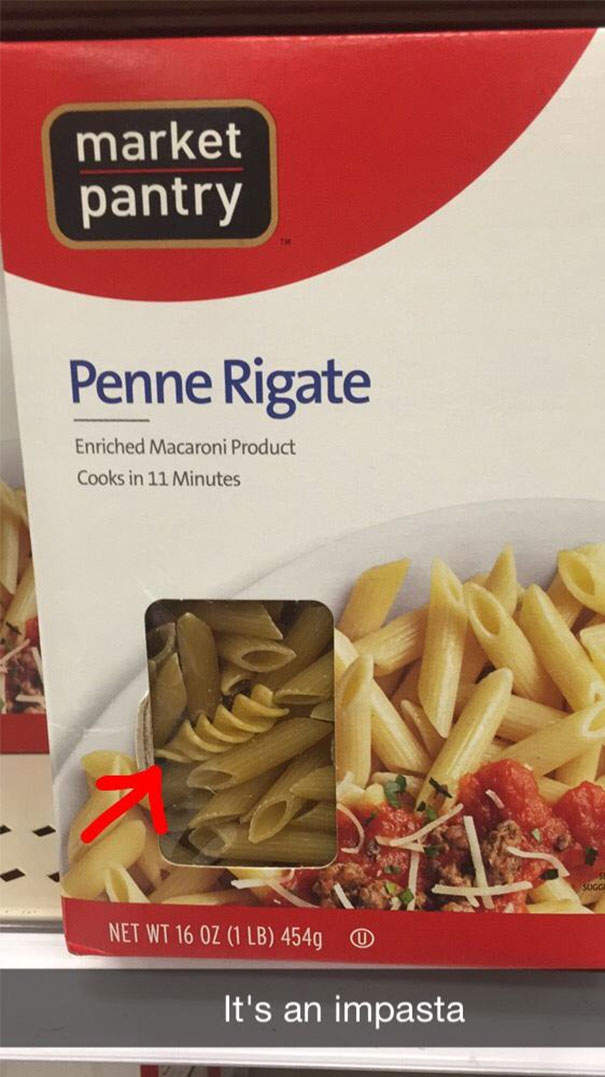 market
pantry
TM
Penne Rigate
Enriched Macaroni Product
Cooks in 11 Minutes
NET WT 16 OZ (1 LB) 454g U
It's an impasta